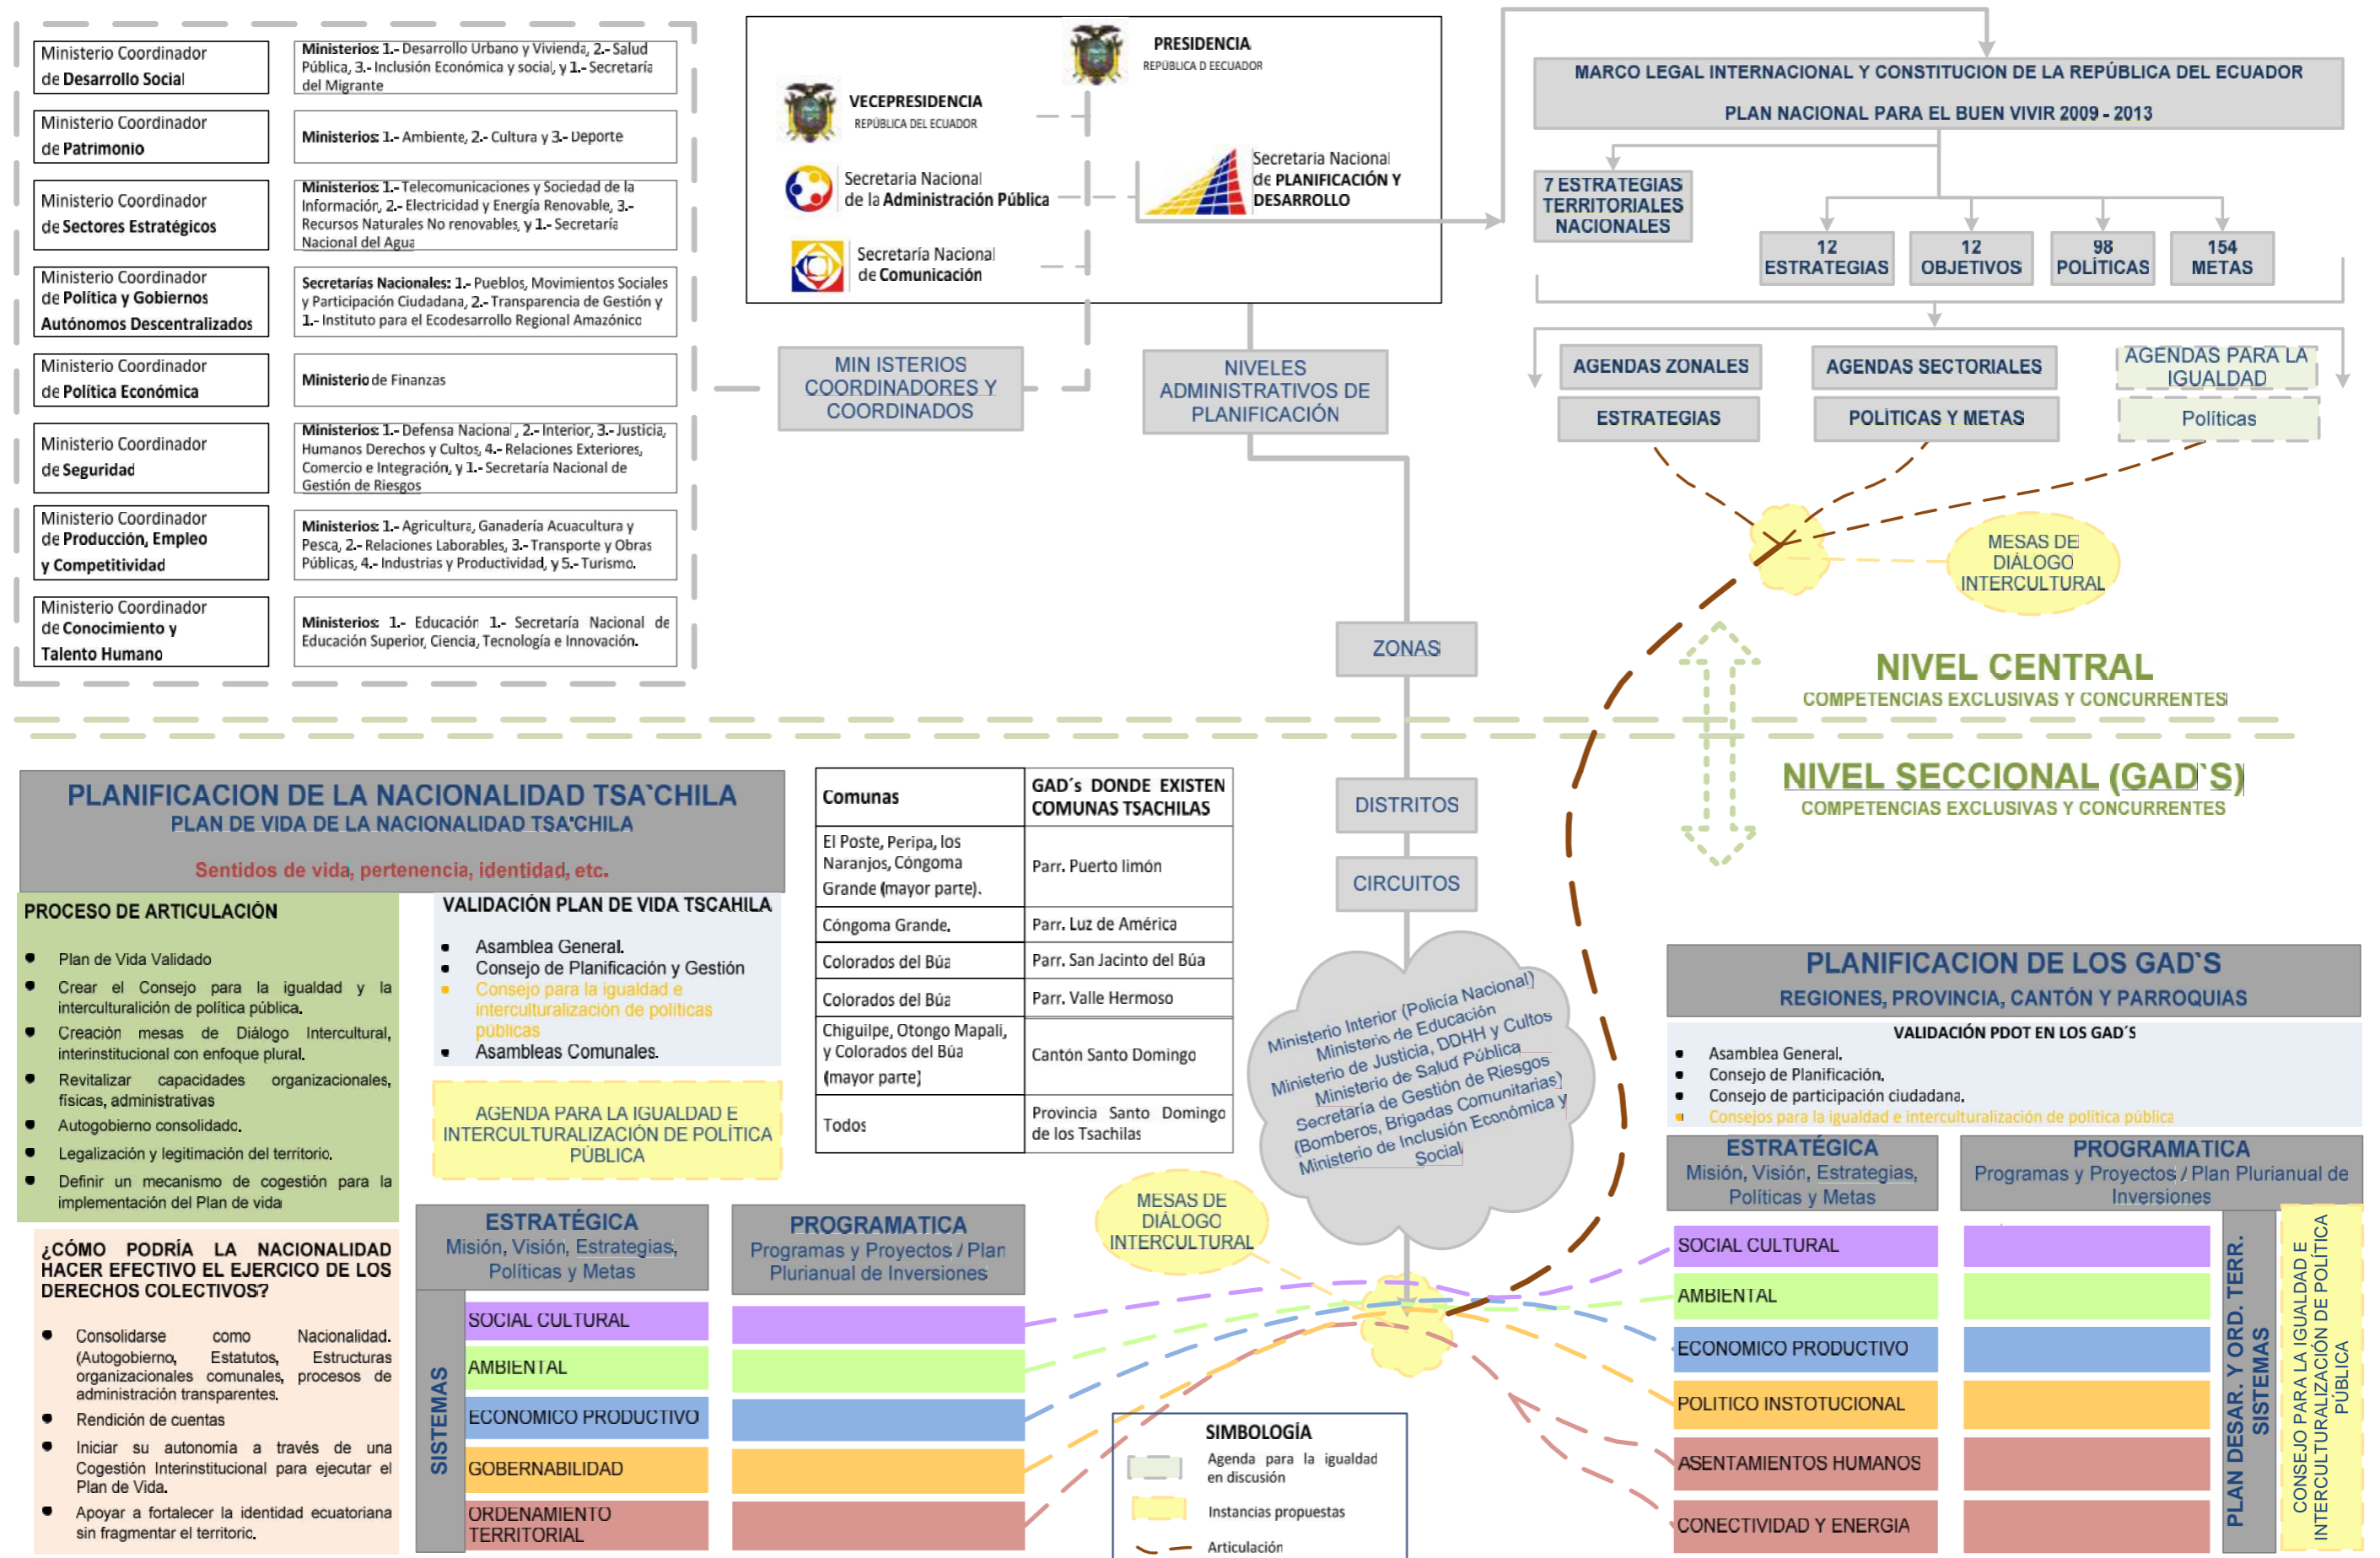 Ministerio Coordinador
de Desarrollo Social
Ministerios: 1.- Desarrollo Urbano y Vivienda, 2.- Salud
Pública, 3.- Inclusión Económica y social, y 1.- Secretaría
del Migrante
Ministerio Coordinador
de Patrimonio
Ministerios: 1.- Ambiente, 2.- Cultura y 3.- Deporte
Ministerio Coordinador
de Sectores Estratégicos
Ministerios: 1.- Telecomunicaciones y Sociedad de la
Información, 2.- Electricidad y Energía Renovable, 3.-
Recursos Naturales No renovables, y 1.- Secretaría
Nacional del Agua
Ministerio Coordinador
de Política y Gobiernos
Autónomos Descentralizados
Secretarías Nacionales: 1.- Pueblos, Movimientos Sociales
y Participación Ciudadana, 2.- Transparencia de Gestión y
1.- Instituto para el Ecodesarrollo Regional Amazónico
Ministerio Coordinador
de Política Económica
Ministerio de Finanzas
Ministerio Coordinador
de Seguridad
Ministerios: 1.- Defensa Nacional, 2.- Interior, 3.- Justicia,
Humanos Derechos y Cultos, 4.- Relaciones Exteriores,
Comercio e Integración, y 1.- Secretaría Nacional de
Gestión de Riesgos
Ministerio Coordinador
de Producción, Empleo
y Competitividad
Ministerios: 1.- Agricultura, Ganadería Acuacultura y
Pesca, 2.- Relaciones Laborables, 3.- Transporte y Obras
Públicas, 4.- Industrias y Productividad, y 5.- Turismo.
Ministerio Coordinador
de Conocimiento y
Talento Humano
Ministerios: 1.- Educación 1.- Secretaría Nacional de
Educación Superior, Ciencia, Tecnología e Innovación.
PRESIDENCIA
REPÚBLICA D EECUADOR
VECEPRESIDENCIA
REPÚBLICA DEL ECUADOR
Secretaria Nacional
de la Administración Pública
Secretaria Nacional
de PLANIFICACIÓN Y
DESARROLLO
Secretaria Nacional
de Comunicación
MIN ISTERIOS
COORDINADORES Y
COORDINADOS
NIVELES
ADMINISTRATIVOS DE
PLANIFICACIÓN
MARCO LEGAL INTERNACIONAL Y CONSTITUCION DE LA REPÚBLICA DEL ECUADOR
PLAN NACIONAL PARA EL BUEN VIVIR 2009 - 2013
7 ESTRATEGIAS
TERRITORIALES
NACIONALES
12
ESTRATEGIAS
12
OBJETIVOS
98
POLÍTICAS
154
METAS
AGENDAS ZONALES
ESTRATEGIAS
AGENDAS SECTORIALES
POLÍTICAS Y METAS
AGENDAS PARA LA
IGUALDAD
Políticas
MESAS DE
DIÁLOGO
INTERCULTURAL
ZONAS
NIVEL CENTRAL
COMPETENCIAS EXCLUSIVAS Y CONCURRENTES
NIVEL SECCIONAL (GAD`S)
COMPETENCIAS EXCLUSIVAS Y CONCURRENTES
DISTRITOS
CIRCUITOS
Ministerio Interior (Policía Nacional)
Ministerio de Educación
Ministerio de Justicia, DDHH y Cultos
Ministerio de Salud Pública
Secretaría de Gestión de Riesgos
(Bomberos, Brigadas Comunitarias)
Ministerio de Inclusión Económica y
Social
PLANIFICACION DE LA NACIONALIDAD TSA`CHILA
PLAN DE VIDA DE LA NACIONALIDAD TSA'CHILA
Sentidos de vida, pertenencia, identidad, etc.
PROCESO DE ARTICULACIÓN
• Plan de Vida Validado
• Crear el Consejo para la igualdad y la
interculturalición de política pública.
• Creación mesas de Diálogo Intercultural,
interinstitucional con enfoque plural.
• Revitalizar capacidades organizacionales,
físicas, administrativas
• Autogobierno consolidado.
• Legalización y legitimación del territorio.
• Definir un mecanismo de cogestión para la
implementación del Plan de vida
¿CÓMO PODRÍA LA NACIONALIDAD
HACER EFECTIVO EL EJERCICO DE LOS
DERECHOS COLECTIVOS?
• Consolidarse como Nacionalidad.
(Autogobierno, Estatutos, Estructuras
organizacionales comunales, procesos de
administración transparentes.
• Rendición de cuentas
• Iniciar su autonomía a través de una
Cogestión Interinstitucional para ejecutar el
Plan de Vida.
• Apoyar a fortalecer la identidad ecuatoriana
sin fragmentar el territorio.
VALIDACIÓN PLAN DE VIDA TSCAHILA
• Asamblea General.
• Consejo de Planificación y Gestión
• Consejo para la igualdad e
interculturalización de políticas
públicas
• Asambleas Comunales.
AGENDA PARA LA IGUALDAD E
INTERCULTURALIZACIÓN DE POLÍTICA
PÚBLICA
Comunas
GAD´s DONDE EXISTEN
COMUNAS TSACHILAS
El Poste, Peripa, los
Naranjos, Cóngoma
Grande (mayor parte).
Parr. Puerto limón
Cóngoma Grande.
Parr. Luz de América
Colorados del Búa
Parr. San Jacinto del Búa
Colorados del Búa
Parr. Valle Hermoso
Chiguilpe, Otongo Mapali,
y Colorados del Búa
(mayor parte)
Cantón Santo Domingo
Todos
Provincia Santo Domingo
de los Tsachilas
ESTRATÉGICA
Misión, Visión, Estrategias,
Políticas y Metas
PROGRAMATICA
Programas y Proyectos / Plan
Plurianual de Inversiones
SISTEMAS
SOCIAL CULTURAL
AMBIENTAL
ECONOMICO PRODUCTIVO
GOBERNABILIDAD
ORDENAMIENTO
TERRITORIAL
MESAS DE
DIÁLOGO
INTERCULTURAL
SIMBOLOGÍA
Agenda para la igualdad
en discusión
Instancias propuestas
Articulación
PLANIFICACION DE LOS GAD`S
REGIONES, PROVINCIA, CANTÓN Y PARROQUIAS
VALIDACIÓN PDOT EN LOS GAD´S
• Asamblea General.
• Consejo de Planificación.
• Consejo de participación ciudadana.
• Consejos para la igualdad e interculturalización de política pública
ESTRATÉGICA
Misión, Visión, Estrategias,
Políticas y Metas
PROGRAMATICA
Programas y Proyectos / Plan Plurianual de
Inversiones
SOCIAL CULTURAL
AMBIENTAL
ECONOMICO PRODUCTIVO
POLITICO INSTOTUCIONAL
ASENTAMIENTOS HUMANOS
CONECTIVIDAD Y ENERGIA
PLAN DESAR. Y ORD. TERR.
SISTEMAS
CONSEJO PARA LA IGUALDAD E
INTERCULTURALIZACIÓN DE POLÍTICA
PÚBLICA